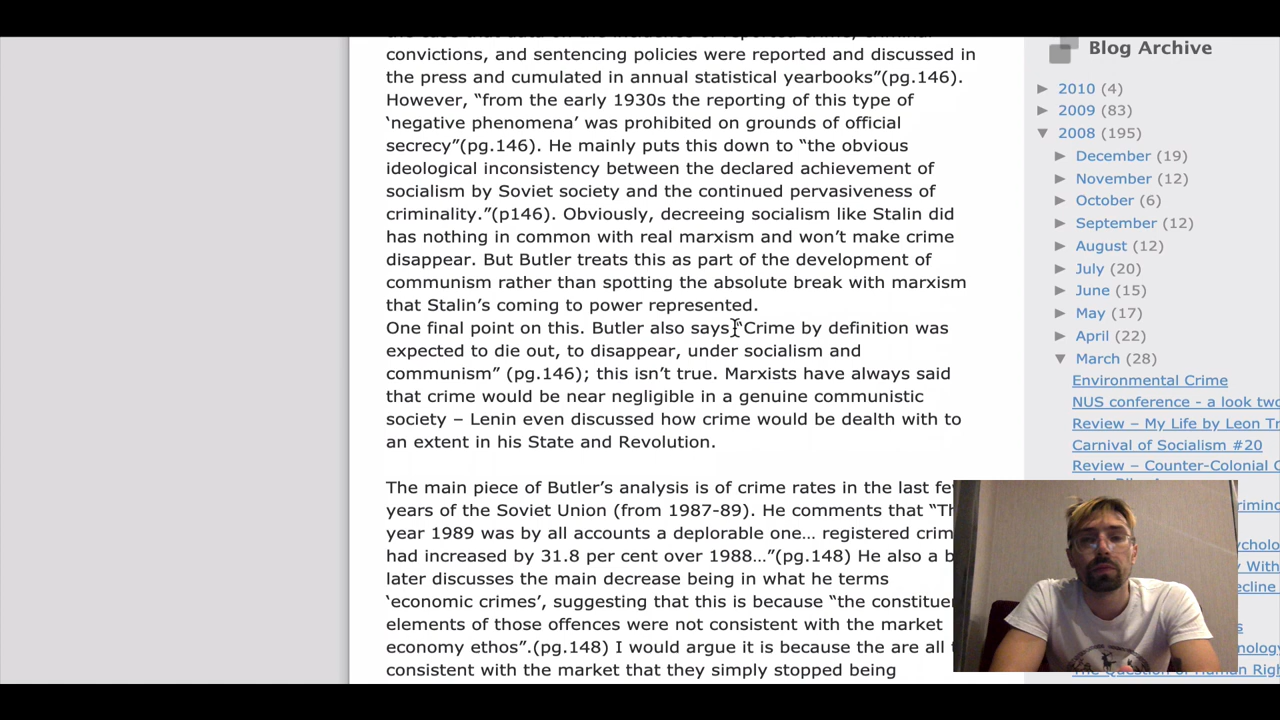 convictions, and sentencing policies were reported and discussed in
the press and cumulated in annual statistical yearbooks”(pg.146).
However, “from the early 1930s the reporting of this type of
‘negative phenomena’ was prohibited on grounds of official
secrecy”(pg.146). He mainly puts this down to “the obvious
ideological inconsistency between the declared achievement of
socialism by Soviet society and the continued pervasiveness of
criminality.”(p146). Obviously, decreeing socialism like Stalin did
has nothing in common with real marxism and won’t make crime
disappear. But Butler treats this as part of the development of
communism rather than spotting the absolute break with marxism
that Stalin’s coming to power represented.
One final point on this. Butler also says “Crime by definition was
expected to die out, to disappear, under socialism and
communism” (pg.146); this isn’t true. Marxists have always said
that crime would be near negligible in a genuine communistic
society – Lenin even discussed how crime would be dealth with to
an extent in his State and Revolution.
The main piece of Butler’s analysis is of crime rates in the last
years of the Soviet Union (from 1987-89). He comments that
year 1989 was by all accounts a deplorable one… registered
had increased by 31.8 per cent over 1988…”(pg.148) He also a
later discusses the main decrease being in what he terms
‘economic crimes’, suggesting that this is because “the
elements of those offences were not consistent with the market
economy ethos”.(pg.148) I would argue it is because the are all
consistent with the market that they simply stopped being
Blog Archive
► 2010 (4)
► 2009 (83)
▼ 2008 (195)
► December (19)
► November (12)
► October (6)
► September (12)
► August (12)
► July (20)
► June (15)
► May (17)
► April (22)
▼ March (28)
Environmental Crime
NUS conference - a look
Review – My Life by Leon
Carnival of Socialism #20
Review – Counter-Colonial